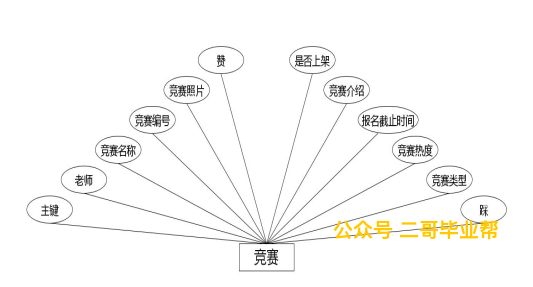 赞
是否上架
竞赛照片
竞赛介绍
竞赛编号
报名截止时间
竞赛名称
竞赛热度
老师
竞赛类型
主键
踩
公众号 二哥毕业帮
竞赛